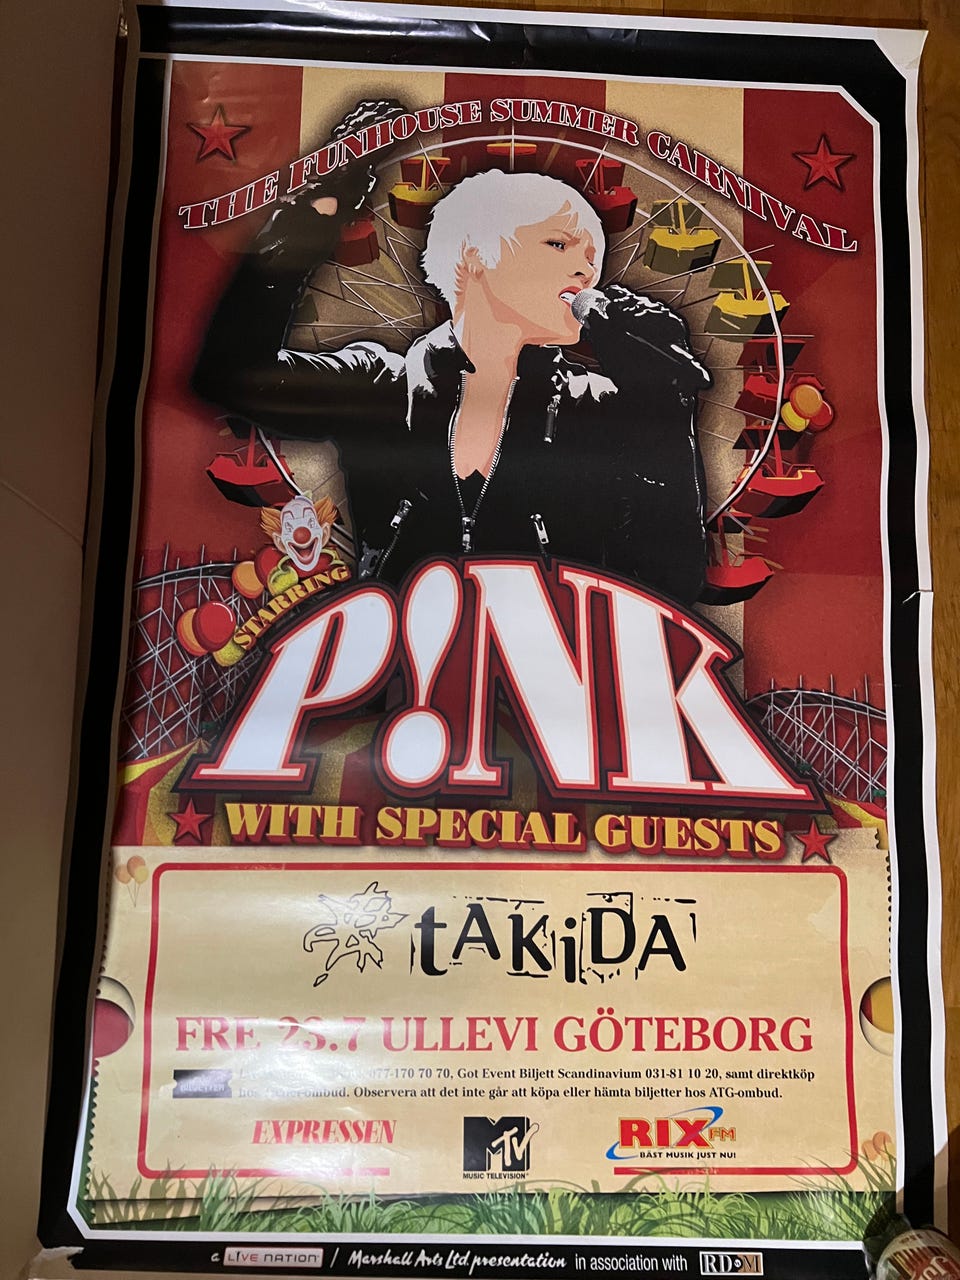 THE FUNHOUSE SUMMER CARNIVAL
STARRING
P!NK
WITH SPECIAL GUESTS
tAKiDA
FRE 23.7 ULLEVI GÖTEBORG
077-170 70 70, Got Event Biljett Scandinavium 031-81 10 20, samt direktköp
hos Ticnet-ombud. Observera att det inte går att köpa eller hämta biljetter hos ATG-ombud.
EXPRESSEN
MTV
MUSIC TELEVISION®
RIX FM
BÄST MUSIK JUST NU!
a LIVE NATION® / Marshall Arts Ltd. presentation in association with RDM